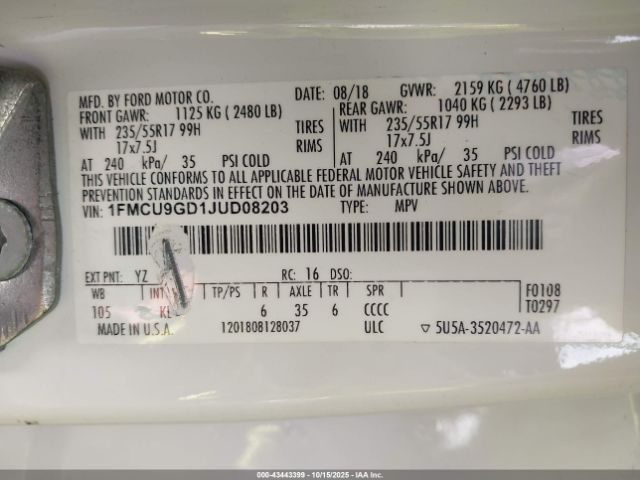 MFD. BY FORD MOTOR CO. DATE: 08/18 GVWR: 2159 KG ( 4760 LB)
FRONT GAWR: 1125 KG ( 2480 LB) REAR GAWR: 1040 KG ( 2293 LB)
WITH 235/55R17 99H TIRES WITH 235/55R17 99H TIRES
17x7.5J RIMS 17x7.5J RIMS
AT 240 kPa/ 35 PSI COLD AT 240 kPa/ 35 PSI COLD
THIS VEHICLE CONFORMS TO ALL APPLICABLE FEDERAL MOTOR VEHICLE SAFETY AND THEFT
PREVENTION STANDARDS IN EFFECT ON THE DATE OF MANUFACTURE SHOWN ABOVE.
VIN: 1FMCU9GD1JUD08203 TYPE: MPV
EXT PNT: YZ RC: 16 DSO:
WB INT TP/PS R AXLE TR SPR F0108
105 6 35 6 CCCC T0297
MADE IN U.S.A. 1201808128037 ULC 5U5A-3520472-AA
000-43443399 - 10/15/2025 - COPYRIGHT IAA, LLC.